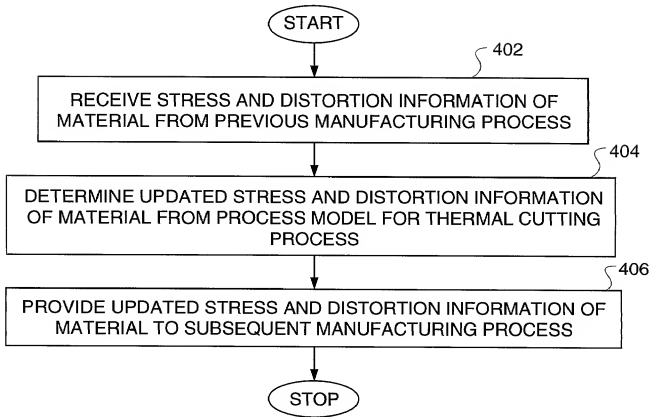 START
402
RECEIVE STRESS AND DISTORTION INFORMATION OF
MATERIAL FROM PREVIOUS MANUFACTURING PROCESS
404
DETERMINE UPDATED STRESS AND DISTORTION INFORMATION
OF MATERIAL FROM PROCESS MODEL FOR THERMAL CUTTING
PROCESS
406
PROVIDE UPDATED STRESS AND DISTORTION INFORMATION OF
MATERIAL TO SUBSEQUENT MANUFACTURING PROCESS
STOP